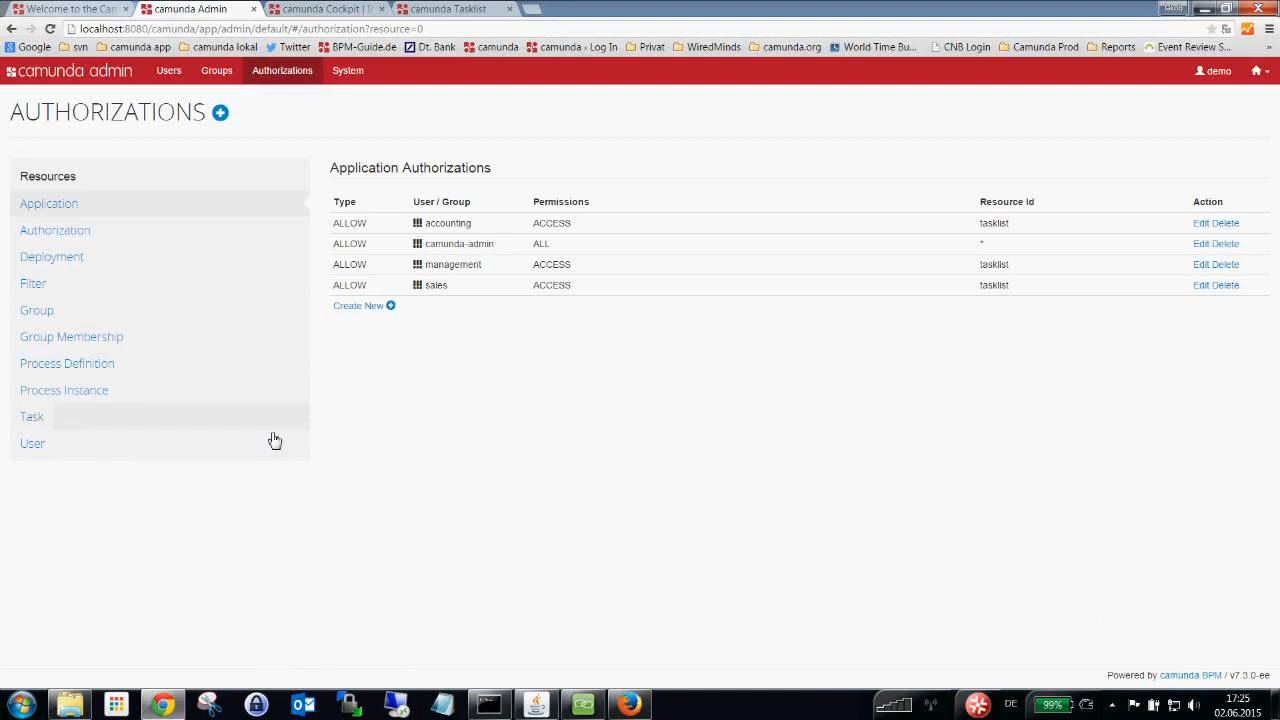 Welcome to the Cam
camunda Admin
camunda Cockpit | Tr
camunda Tasklist
Jakob
localhost:8080/camunda/app/admin/default/#/authorization?resource=0
Google svn camunda app camunda lokal Twitter BPM-Guide.de Dt. Bank camunda camunda › Log In Privat WindMinds camunda.org World Time Bu... CNB Login Camunda Prod Reports Event Review S... »
camunda admin Users Groups Authorizations System demo
AUTHORIZATIONS
Resources
Application
Authorization
Deployment
Filter
Group
Group Membership
Process Definition
Process Instance
Task
User
Application Authorizations
Type User / Group Permissions Resource Id Action
ALLOW accounting ACCESS tasklist Edit Delete
ALLOW camunda-admin ALL * Edit Delete
ALLOW management ACCESS tasklist Edit Delete
ALLOW sales ACCESS tasklist Edit Delete
Create New
Powered by camunda BPM / v7.3.0-ee
DE 99% 17:25
02.06.2015